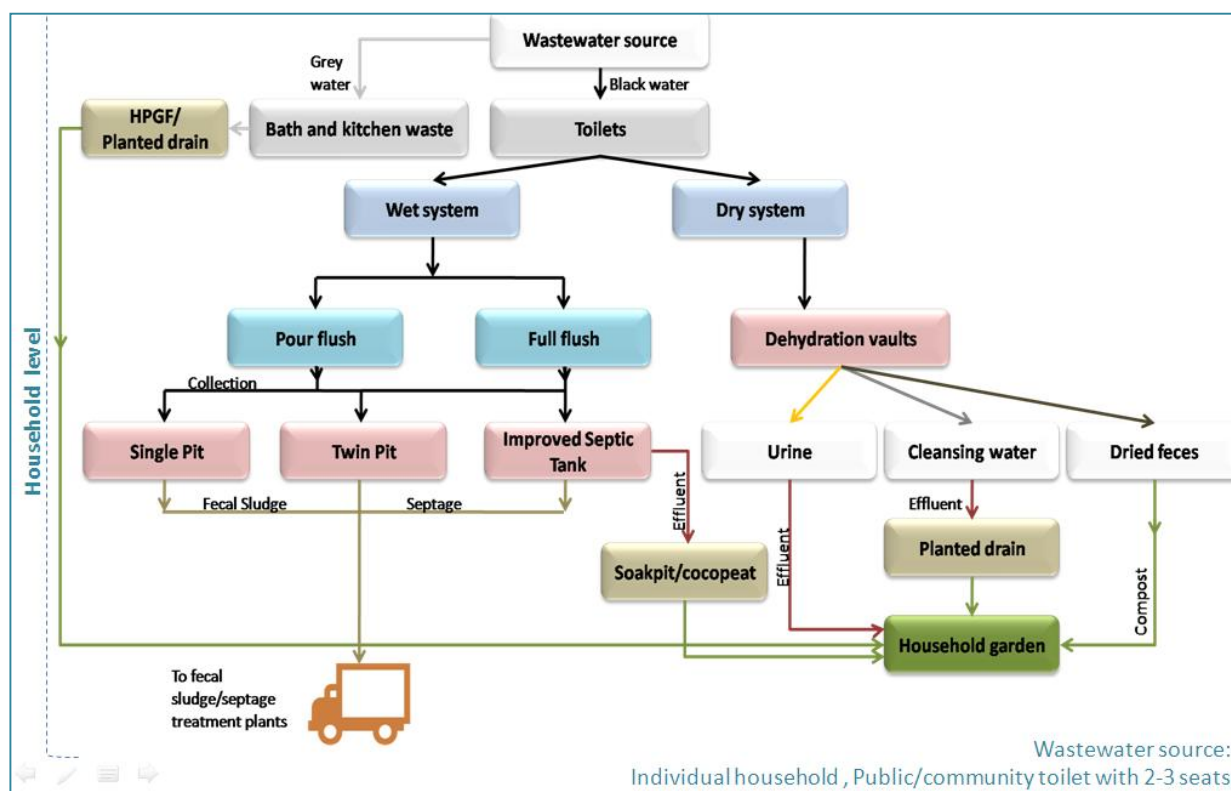 Wastewater source
Grey
water
Black water
HPGF/
Planted drain
Bath and kitchen waste
Toilets
Wet system
Dry system
Household level
Pour flush
Full flush
Dehydration vaults
Collection
Single Pit
Twin Pit
Improved Septic
Tank
Urine
Cleansing water
Dried feces
Fecal Sludge
Septage
Effluent
Effluent
Effluent
Planted drain
Soakpit/cocopeat
Compost
Household garden
To fecal
sludge/septage
treatment plants
Wastewater source:
Individual household , Public/community toilet with 2-3 seats